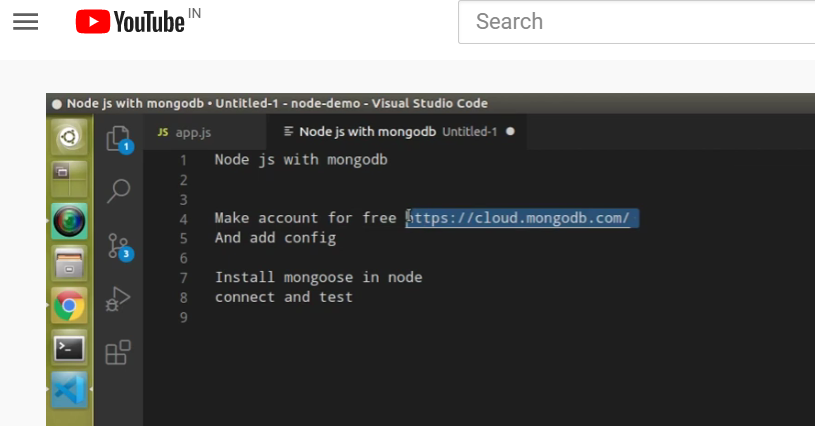 YouTube IN
Search
Node js with mongodb • Untitled-1 - node-demo - Visual Studio Code
JS app.js
Node js with mongodb Untitled-1
1 Node js with mongodb
2
3
4 Make account for free https://cloud.mongodb.com/
5 And add config
6
7 Install mongoose in node
8 connect and test
9
1
3